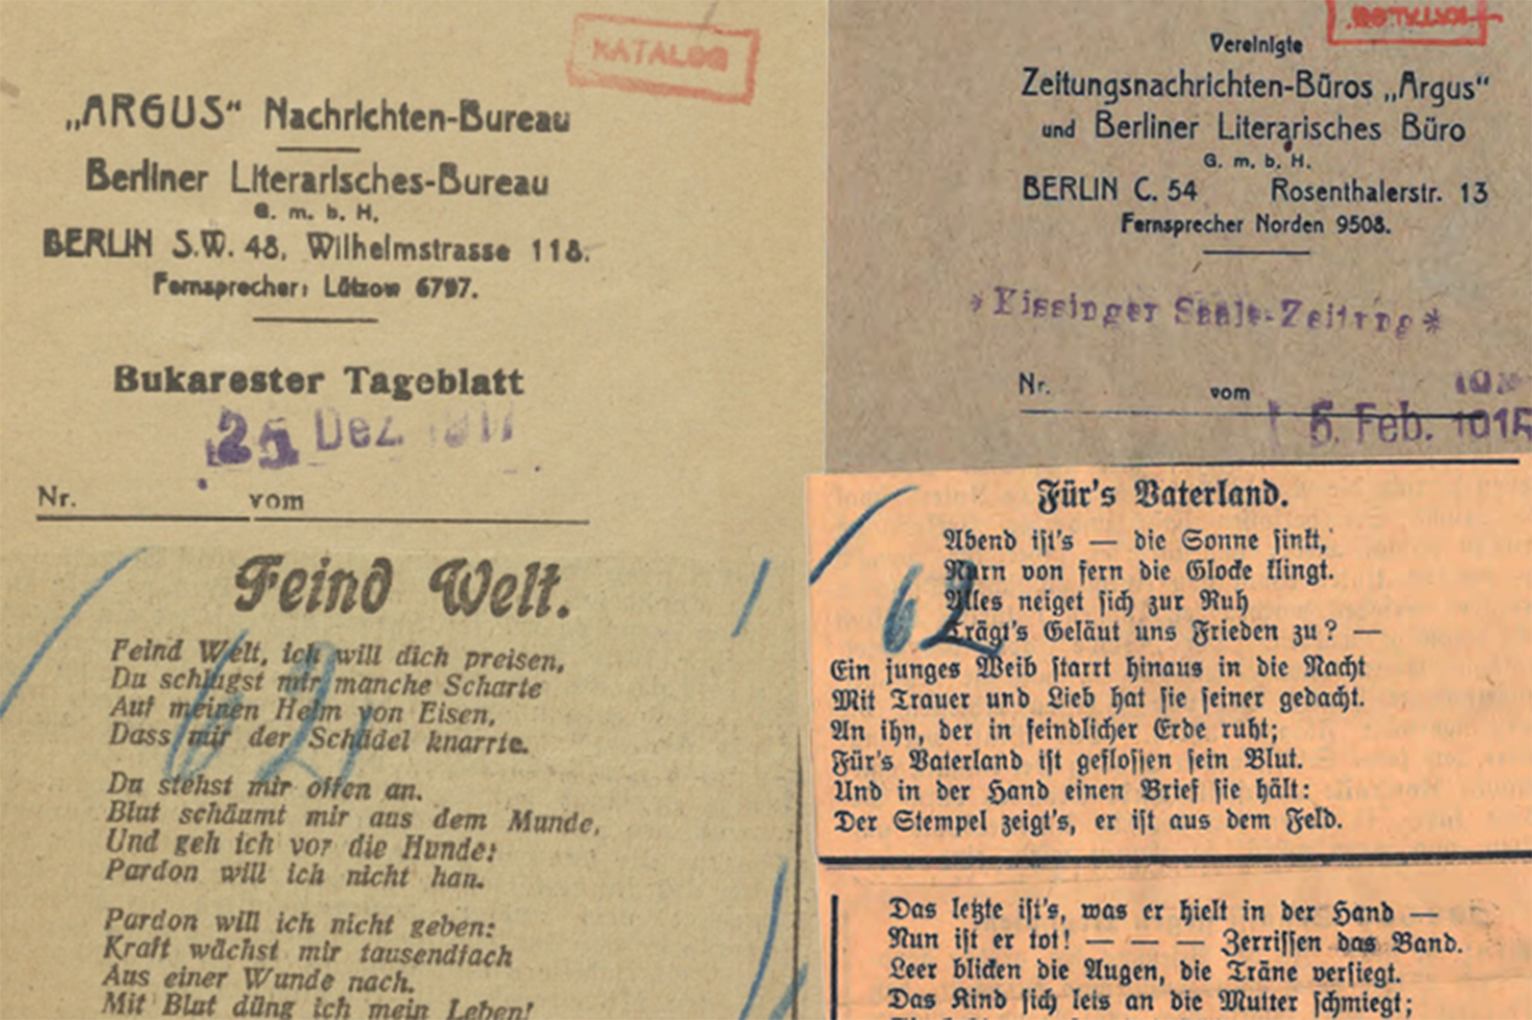 KATALOG
„ARGUS“ Nachrichten-Bureau
Berliner Literarisches-Bureau
G. m. b. H.
BERLIN S.W. 48, Wilhelmstrasse 118.
Fernsprecher: Lützow 6797.
Bukarester Tageblatt
25 Dez.
Nr. vom
Feind Welt.
Feind Welt, ich will dich preisen,
Du schlugst mir manche Scharte
Auf meinen Helm von Eisen,
Dass mir der Schädel knarrte.
Du stehst mir offen an.
Blut schäumt mir aus dem Munde,
Und geh ich vor die Hunde:
Pardon will ich nicht han.
Pardon will ich nicht geben:
Kraft wächst mir tausendfach
Aus einer Wunde nach.
Mit Blut düng ich mein Leben!
62
KATALOG
Vereinigte
Zeitungsnachrichten-Büros „Argus“
und Berliner Literarisches Büro
G. m. b. H.
BERLIN C. 54 Rosenthalerstr. 13
Fernsprecher Norden 9508.
*Kissinger Saale-Zeitung*
Nr. vom
5. Feb.
Für's Vaterland.
Abend ist's — die Sonne sinkt,
Nurn von fern die Glocke klingt.
Alles neiget sich zur Ruh
Trägt's Geläut uns Frieden zu? —
Ein junges Weib starrt hinaus in die Nacht
Mit Trauer und Lieb hat sie seiner gedacht.
An ihn, der in feindlicher Erde ruht;
Für's Vaterland ist geflossen sein Blut.
Und in der Hand einen Brief sie hält:
Der Stempel zeigt's, er ist aus dem Feld.
62
Das letzte ist's, was er hielt in der Hand —
Nun ist er tot! — — — Zerrissen das Band.
Leer blicken die Augen, die Träne versiegt.
Das Kind sich leis an die Mutter schmiegt;